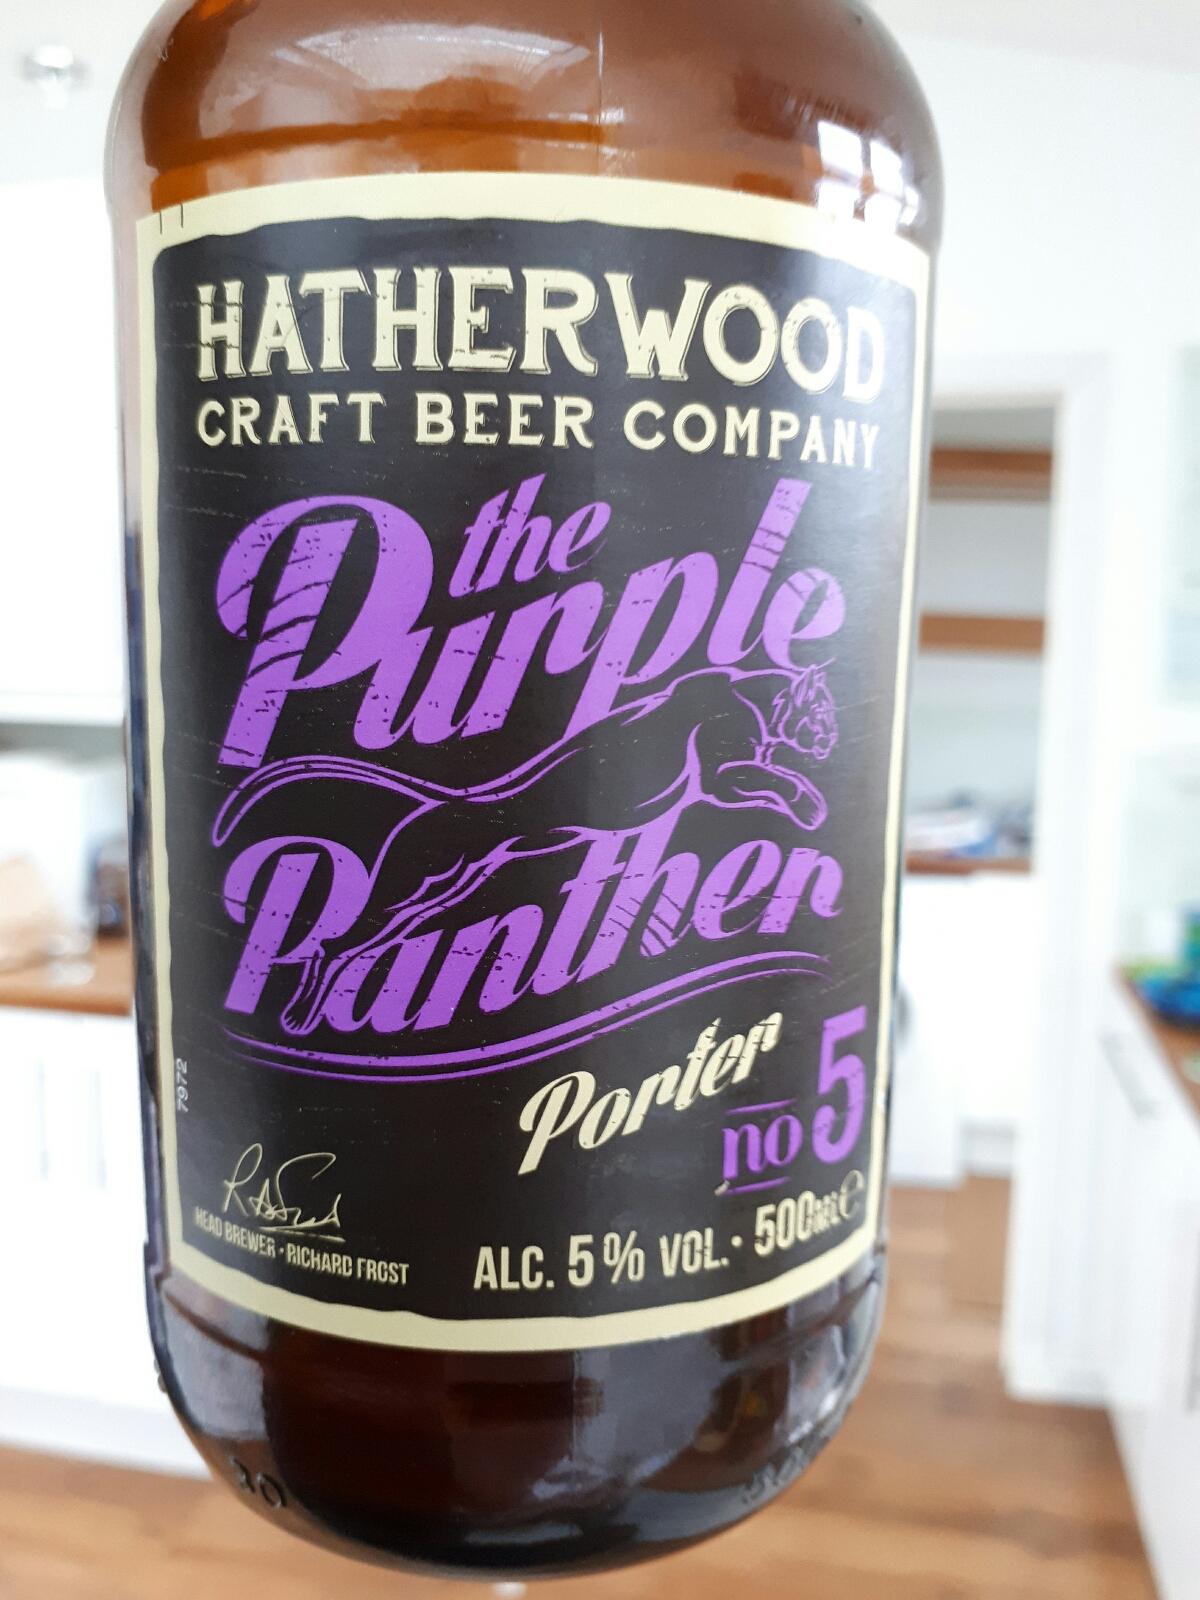 HATHERWOOD
CRAFT BEER COMPANY
the
Purple
Panther
Porter
no 5
7972
HEAD BREWER · RICHARD FROST
ALC. 5% VOL. · 500ML e
30